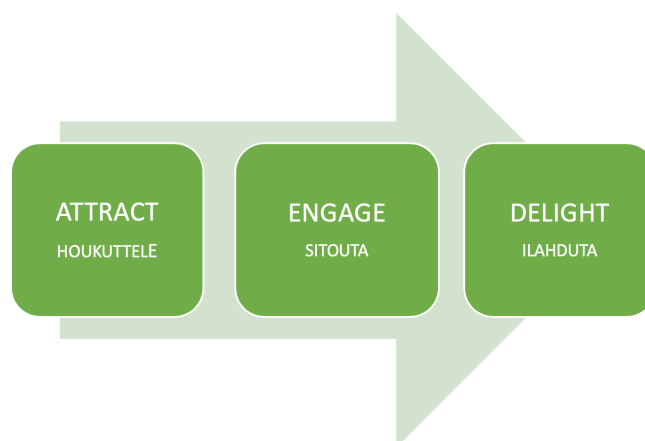 ATTRACT
HOUKUTTELE
ENGAGE
SITOUTA
DELIGHT
ILAHDUTA